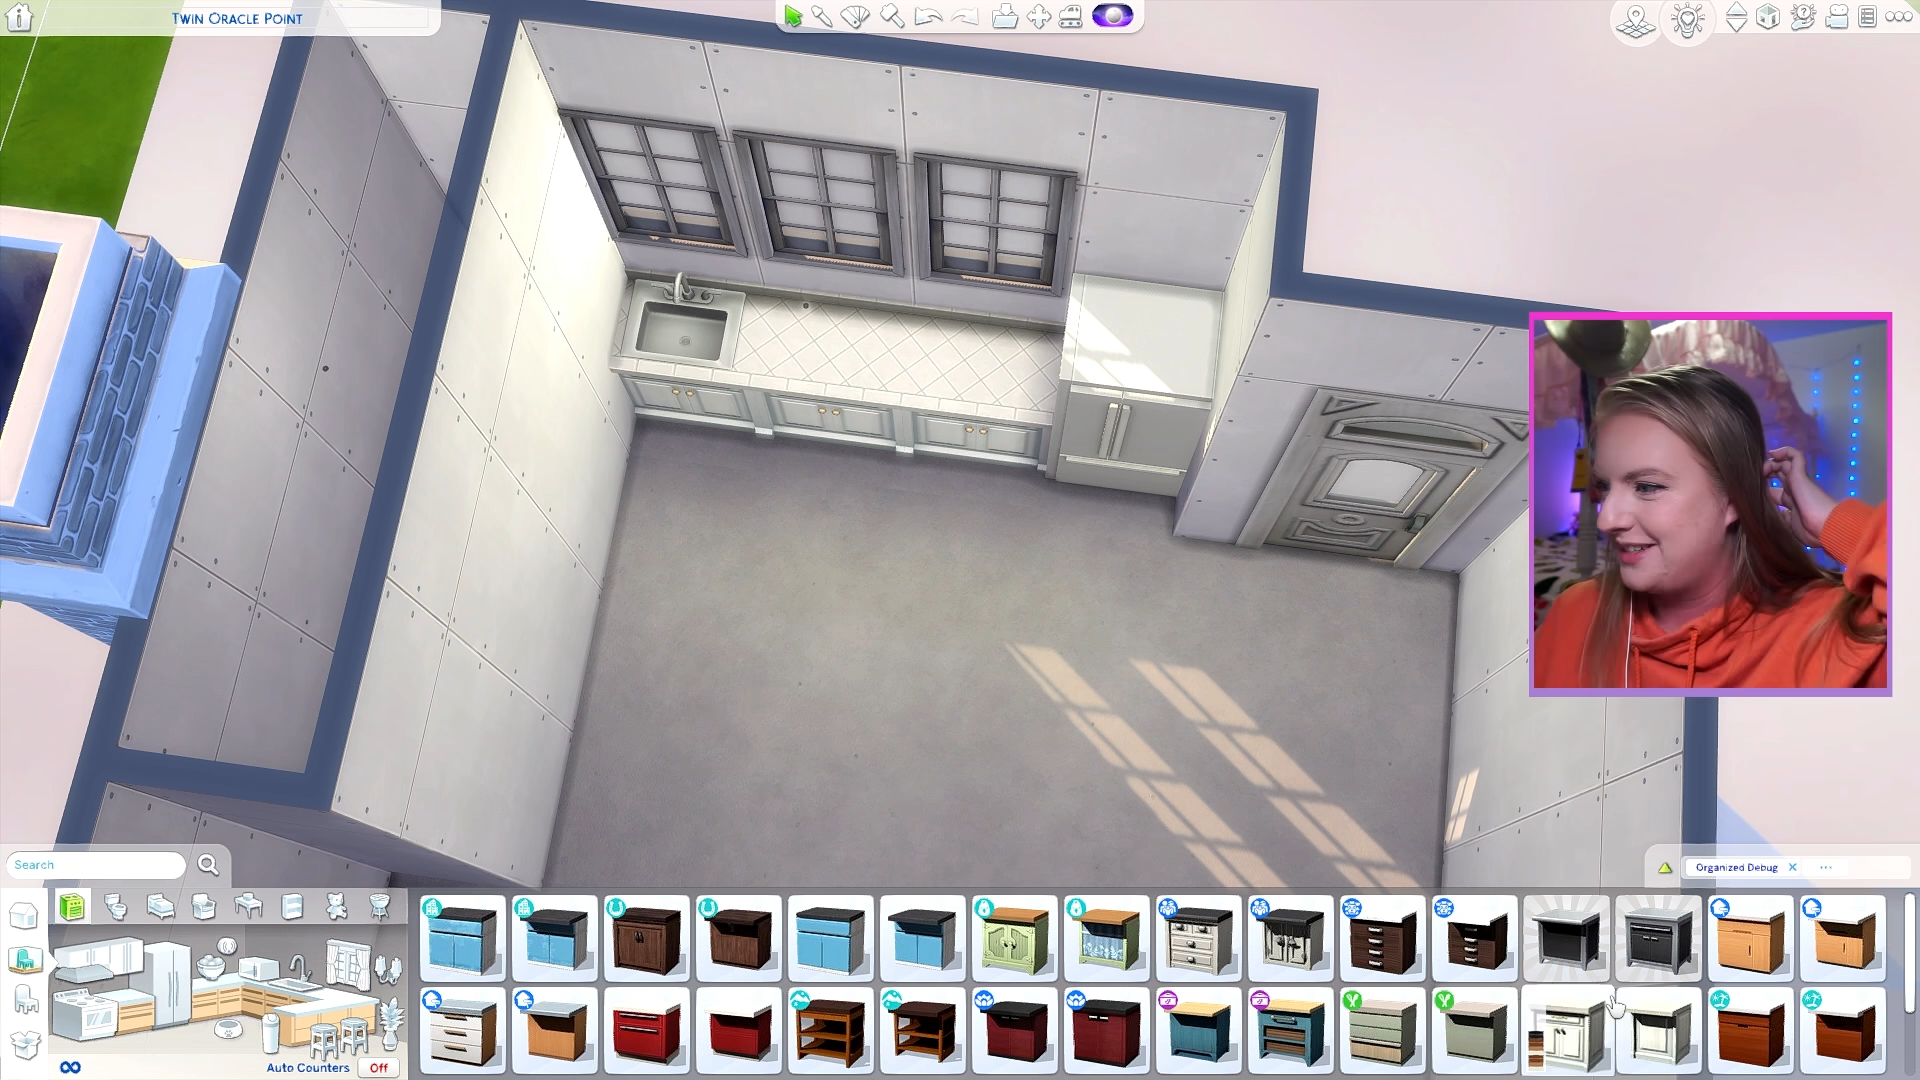 Twin Oracle Point
Search
Organized Debug
Auto Counters
Off